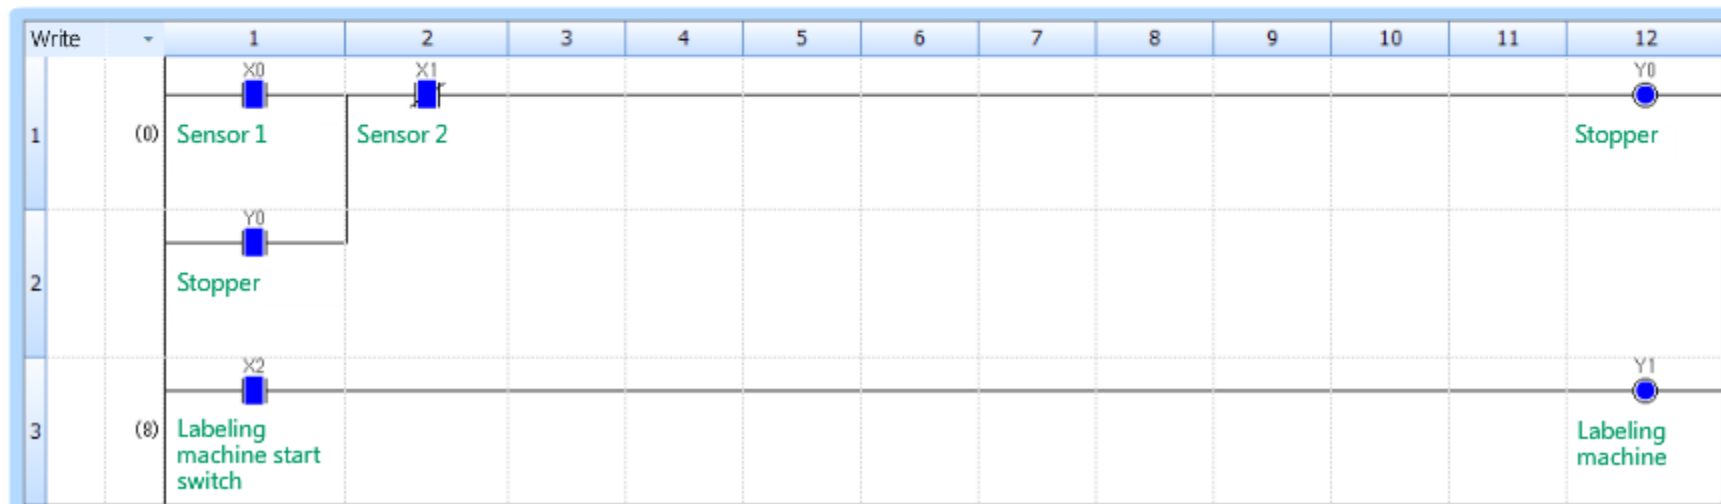 Write 1 2 3 4 5 6 7 8 9 10 11 12
X0 X1 Y0
1 (0) Sensor 1 Sensor 2 Stopper
Y0
2 Stopper
X2 Y1
3 (8) Labeling Labeling
machine start machine
switch